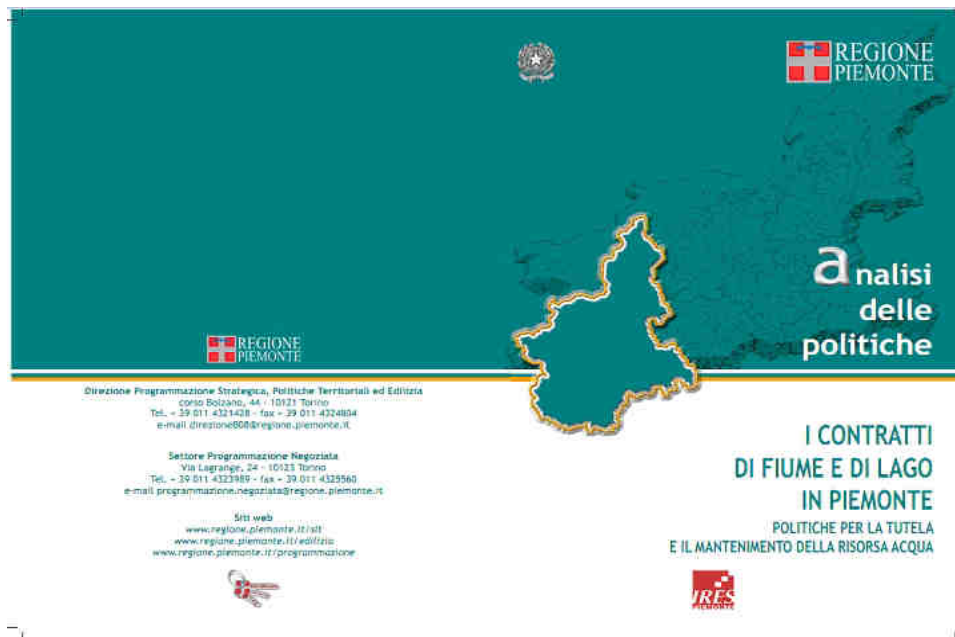 REGIONE
PIEMONTE
analisi
delle
politiche
I CONTRATTI
DI FIUME E DI LAGO
IN PIEMONTE
POLITICHE PER LA TUTELA
E IL MANTENIMENTO DELLA RISORSA ACQUA
IRES
PIEMONTE
REGIONE
PIEMONTE
Direzione Programmazione Strategica, Politiche Territoriali ed Edilizia
corso Bolzano, 44 - 10121 Torino
Tel. + 39 011 4321428 - fax + 39 011 4324804
e-mail direzione808@regione.piemonte.it
Settore Programmazione Negoziata
Via Lagrange, 24 - 10123 Torino
Tel. + 39 011 4323989 - fax + 39 011 4325560
e-mail programmazione.negoziata@regione.piemonte.it
Siti web
www.regione.piemonte.it/sit
www.regione.piemonte.it/edilizia
www.regione.piemonte.it/programmazione